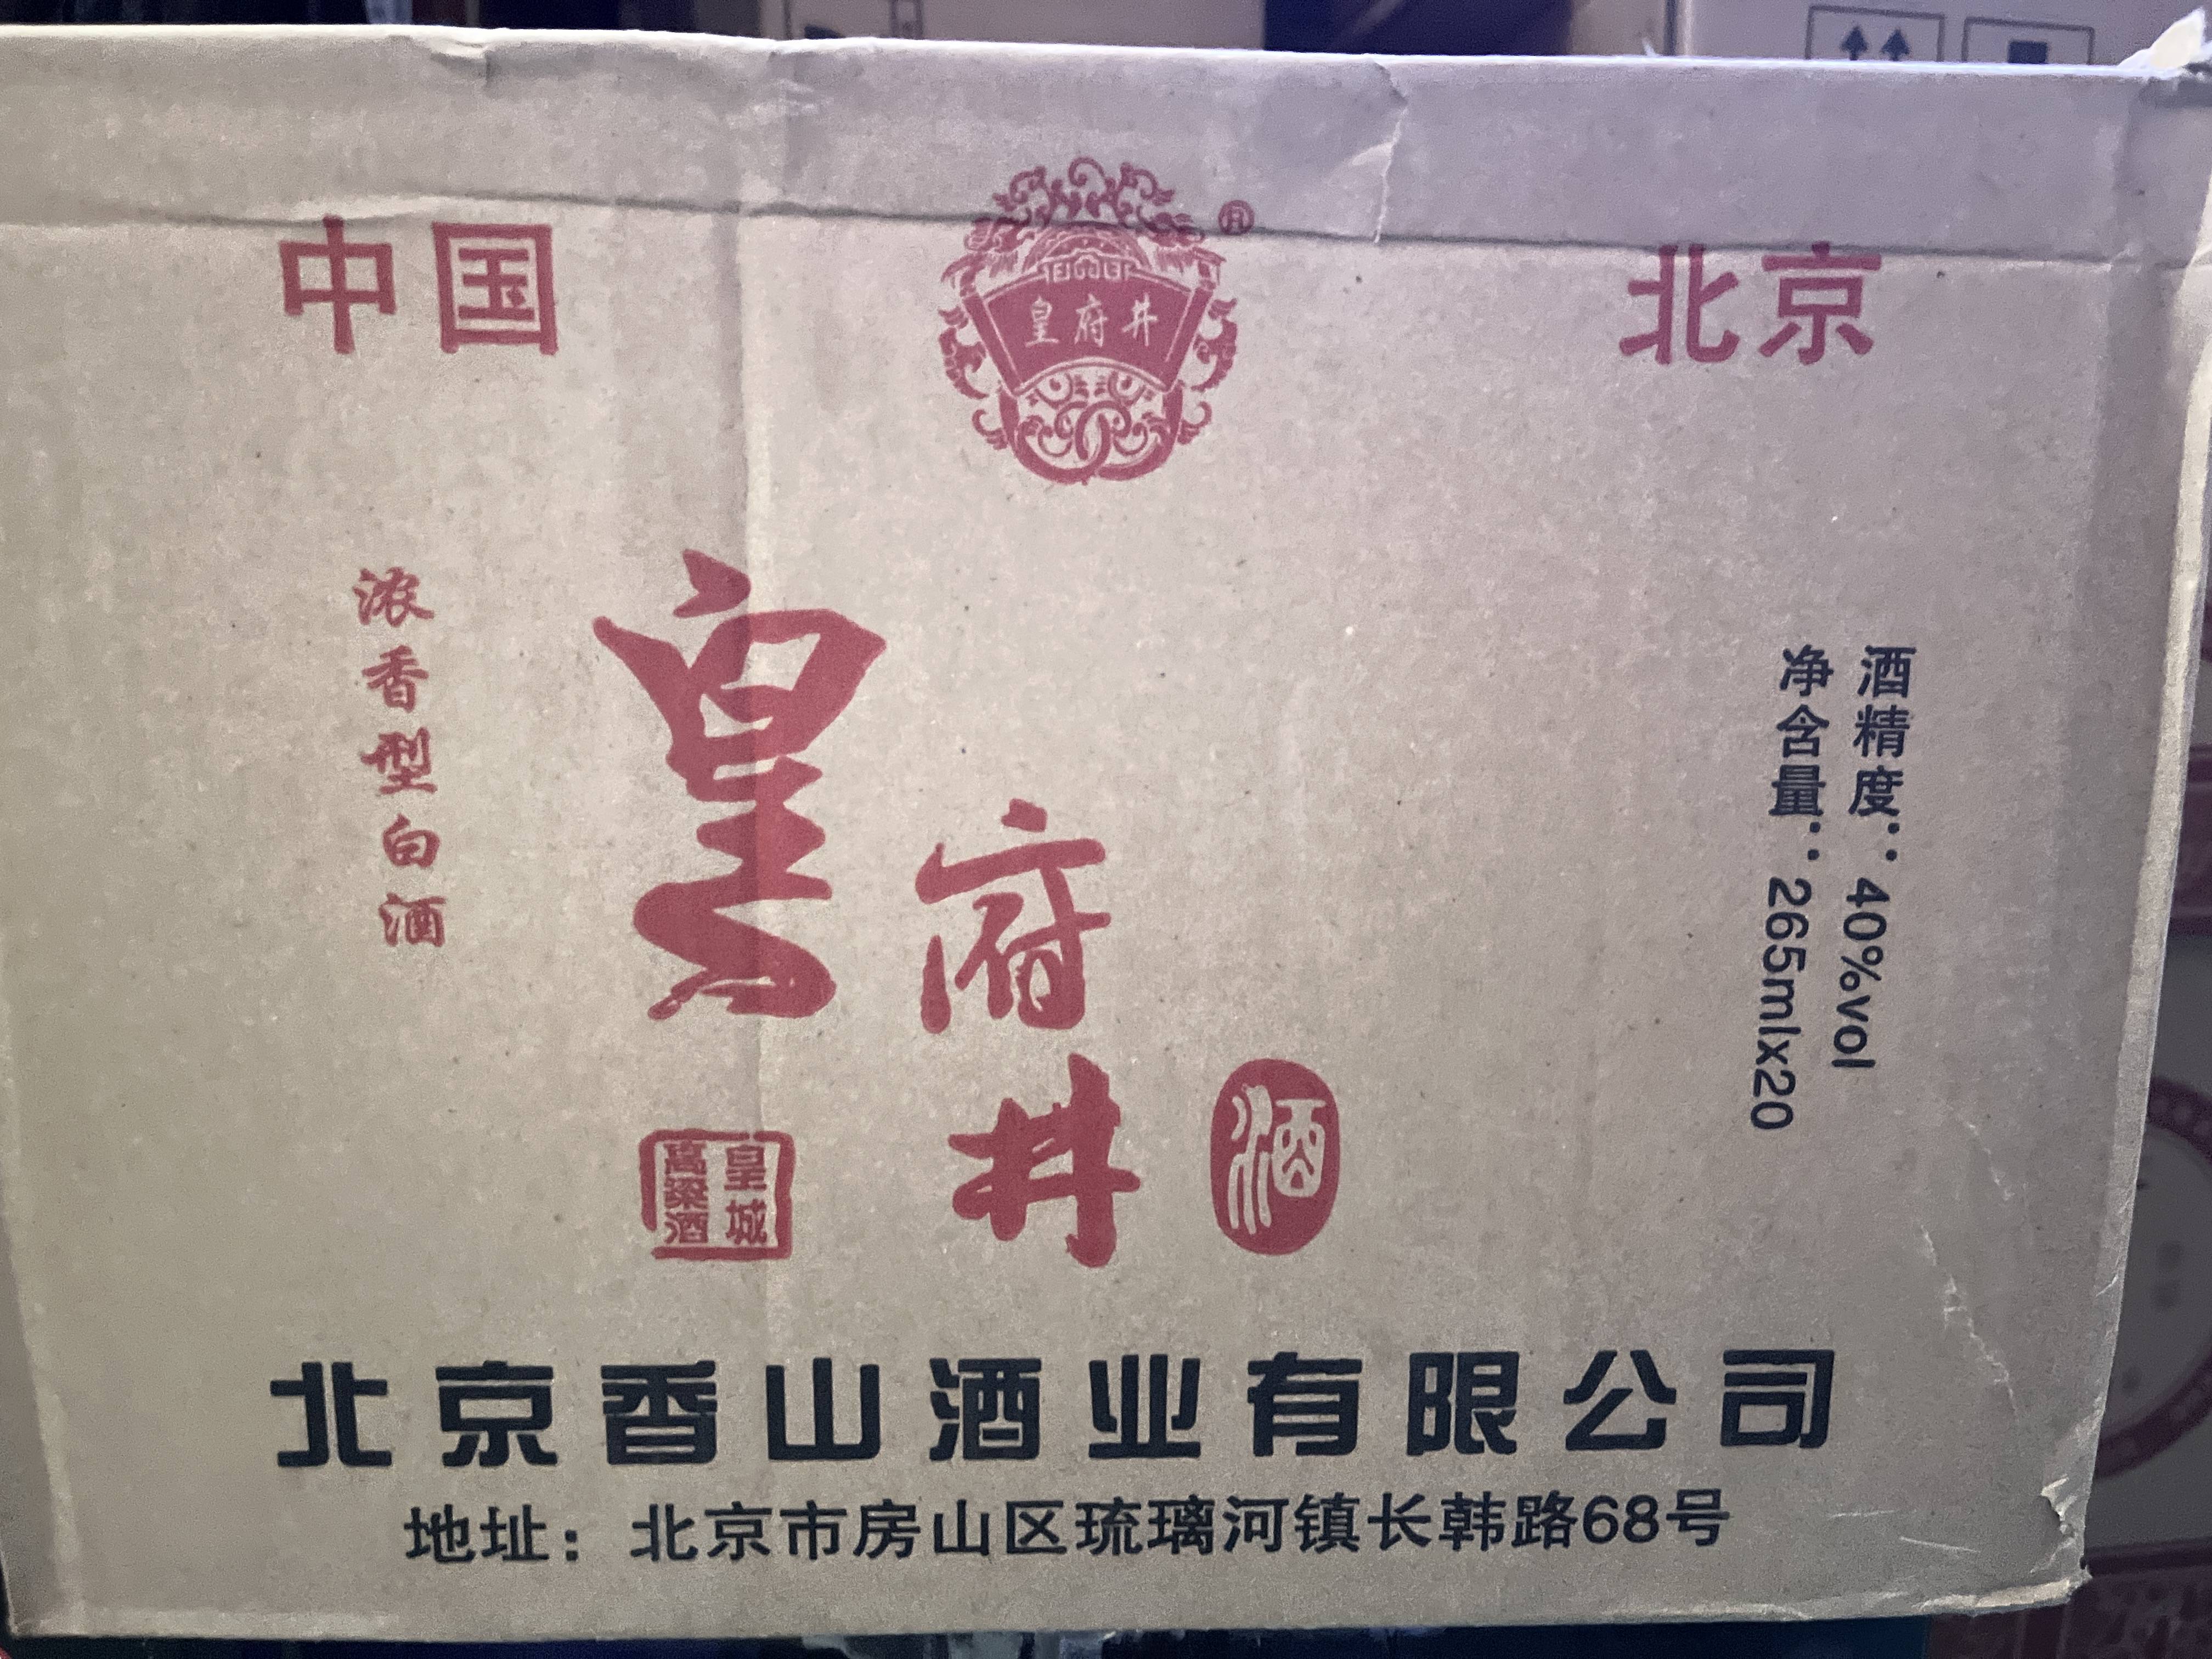 中国
®
皇府井
北京
浓香型白酒
皇府井
酒
皇城
高粱酒
酒精度：40%vol
净含量：265mlx20
北京香山酒业有限公司
地址：北京市房山区琉璃河镇长韩路68号